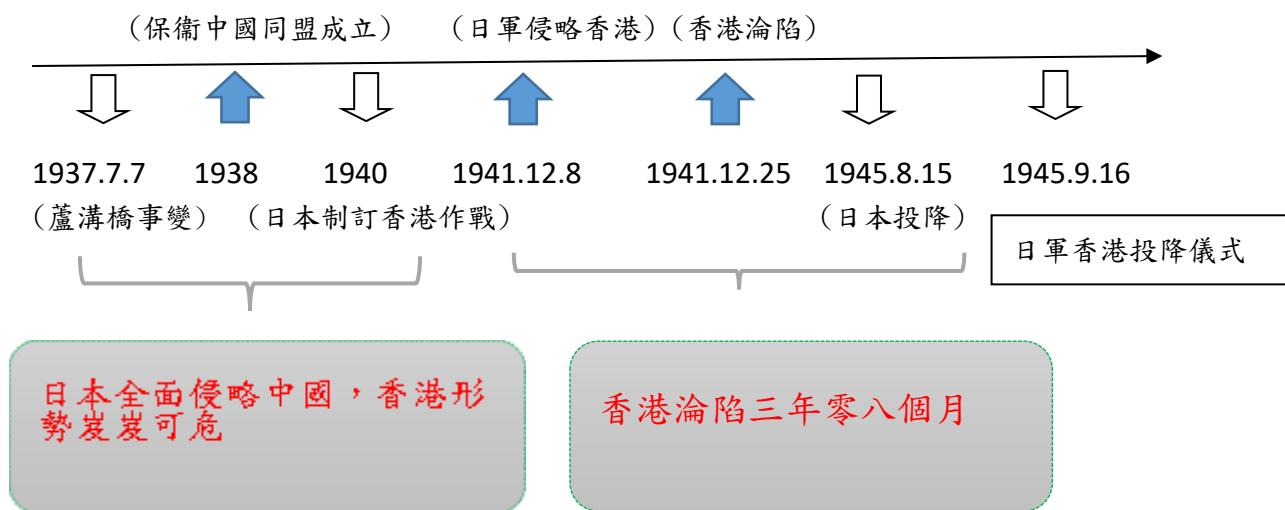 (保衞中國同盟成立) (日軍侵略香港)(香港淪陷)
1937.7.7 1938 1940 1941.12.8 1941.12.25 1945.8.15 1945.9.16
(蘆溝橋事變) (日本制訂香港作戰) (日本投降)
日軍香港投降儀式
日本全面侵略中國，香港形
勢岌岌可危
香港淪陷三年零八個月